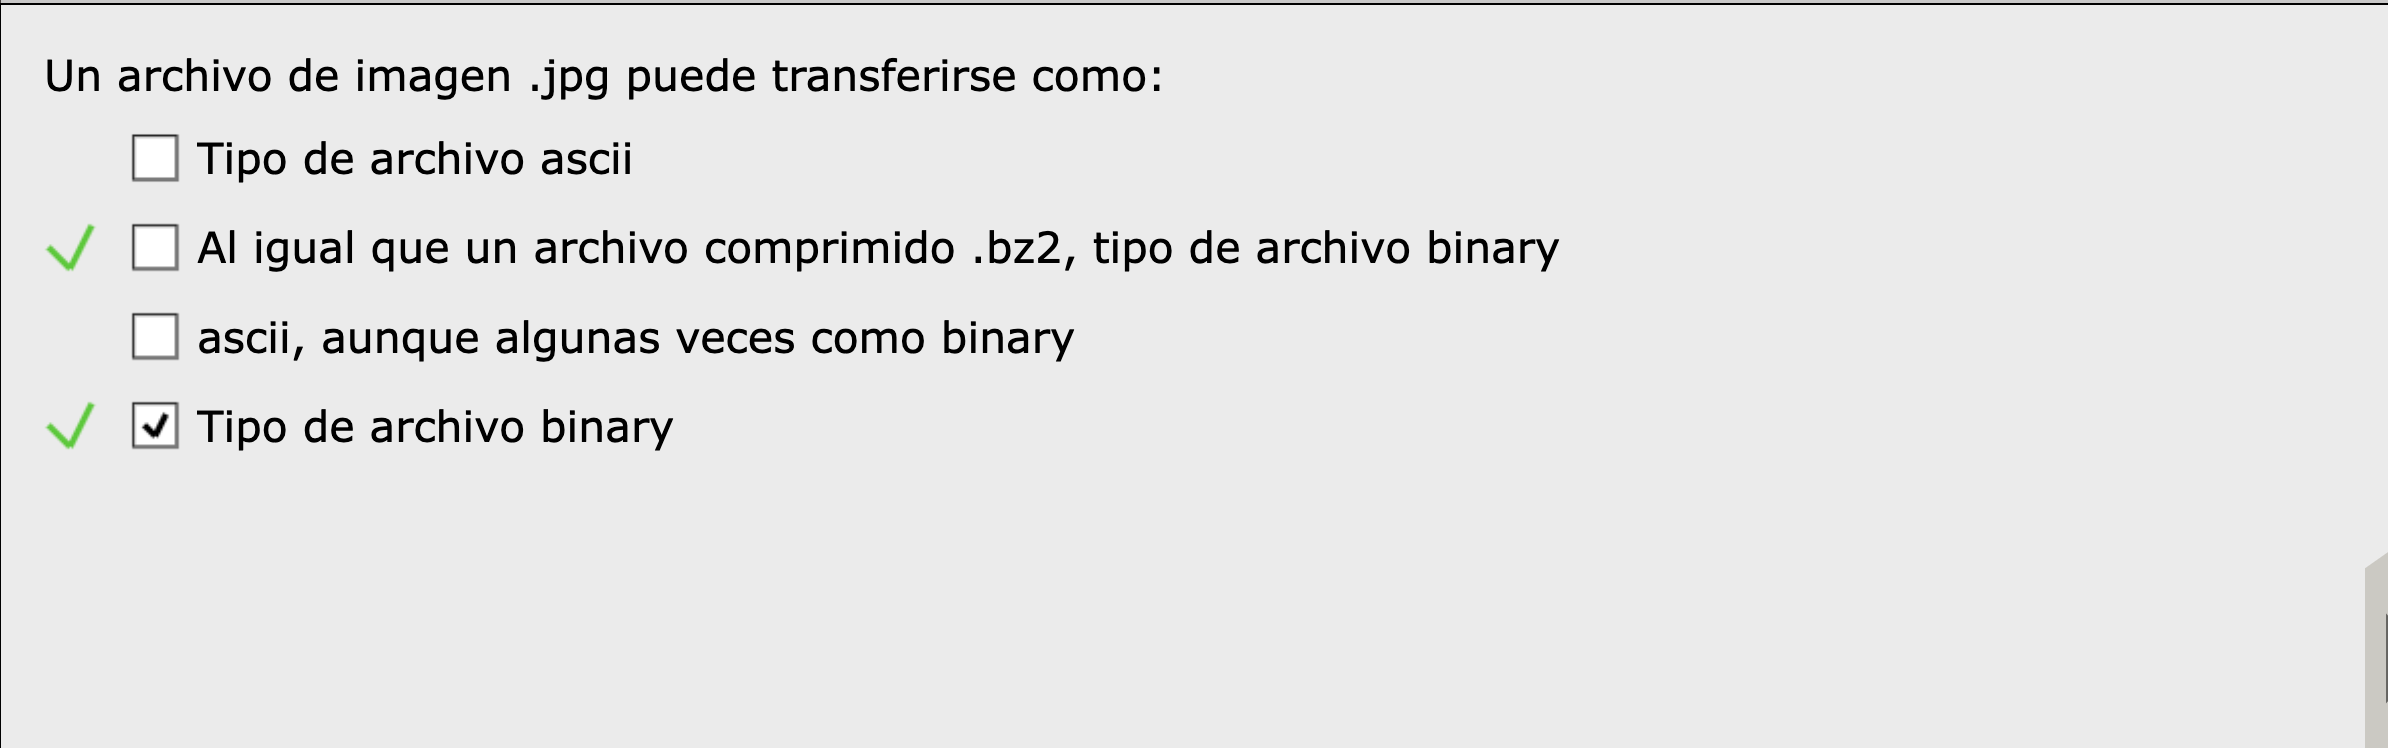 Un archivo de imagen .jpg puede transferirse como:
Tipo de archivo ascii
Al igual que un archivo comprimido .bz2, tipo de archivo binary
ascii, aunque algunas veces como binary
Tipo de archivo binary